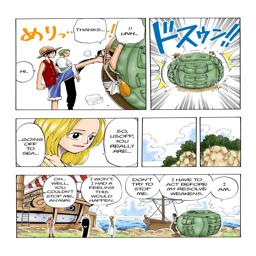 ドスゥン!!
めりっ
UNH...
THANKS...
HI.
SO,
USOPP,
YOU
REALLY
ARE...
...GOING
OFF TO
SEA...
I
AM.
I HAVE TO
ACT BEFORE
MY RESOLVE
WEAKENS.
DON'T
TRY TO
STOP
ME.
I WON'T,
I HAD A
FEELING
THIS
WOULD
HAPPEN.
OH...
WELL,
YOU
COULDN'T
STOP ME,
ANYWAY.